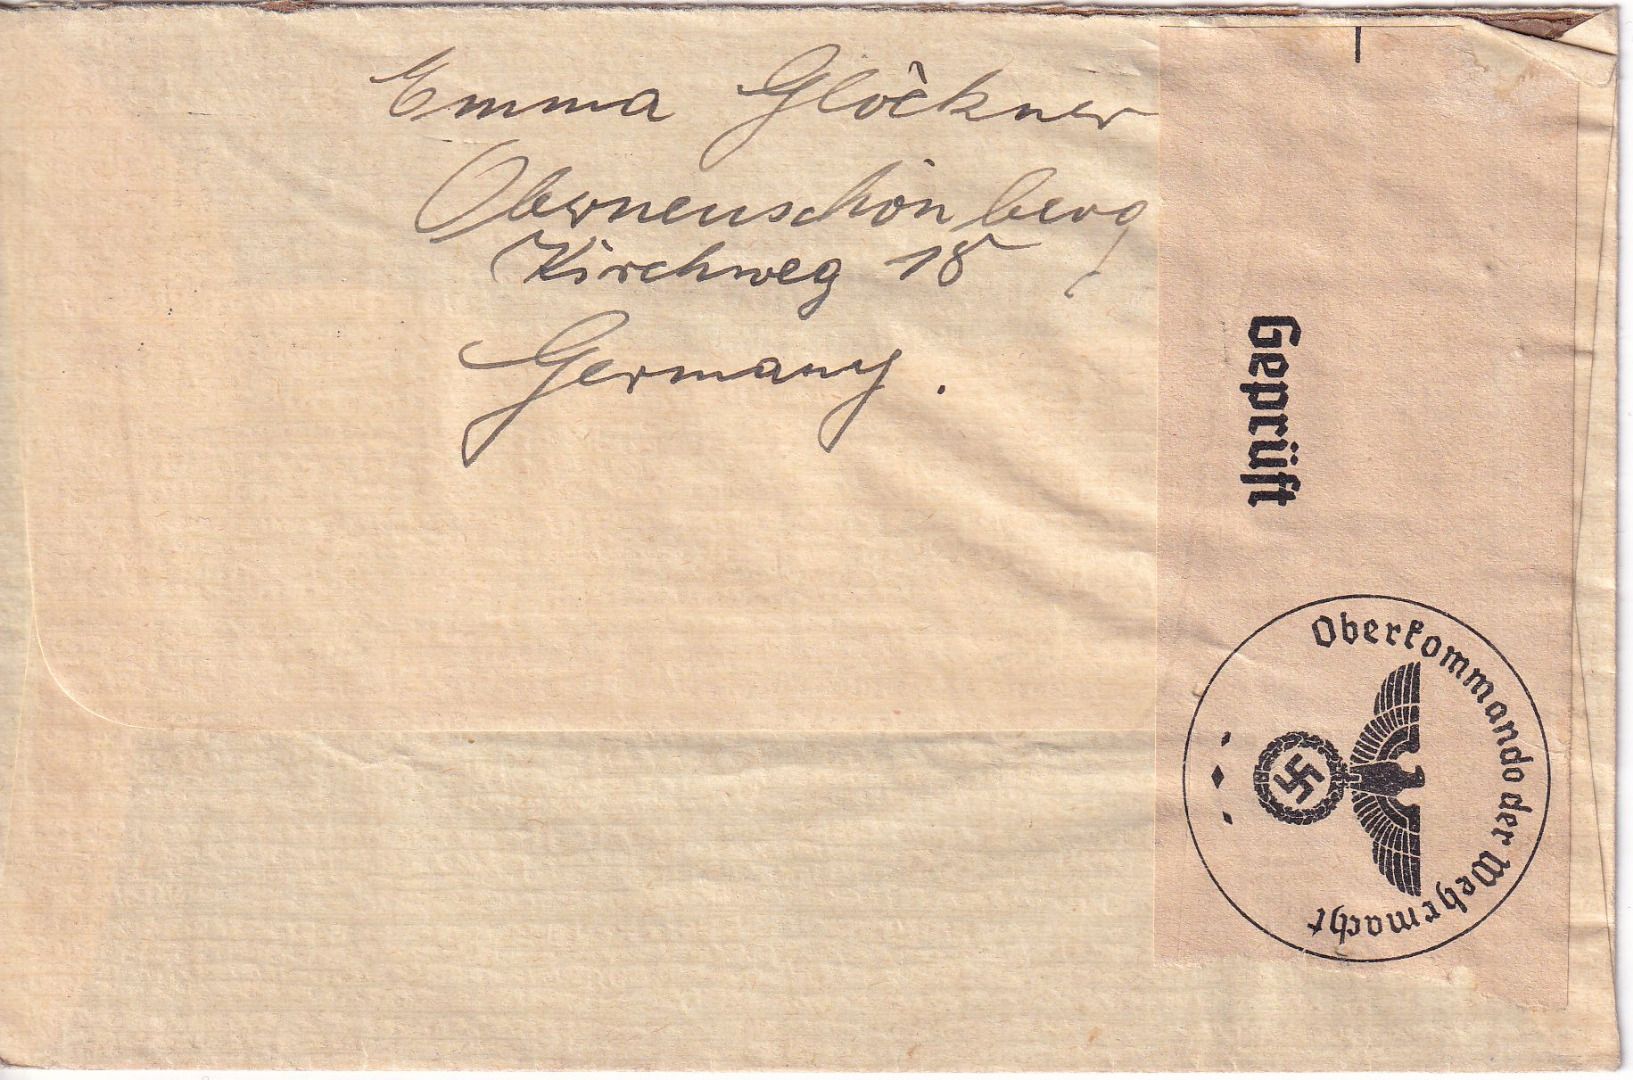 Emma Glöckner
Oberneuschönberg
Kirchweg 18
Germany.
Geprüft
Oberkommando der Wehrmacht